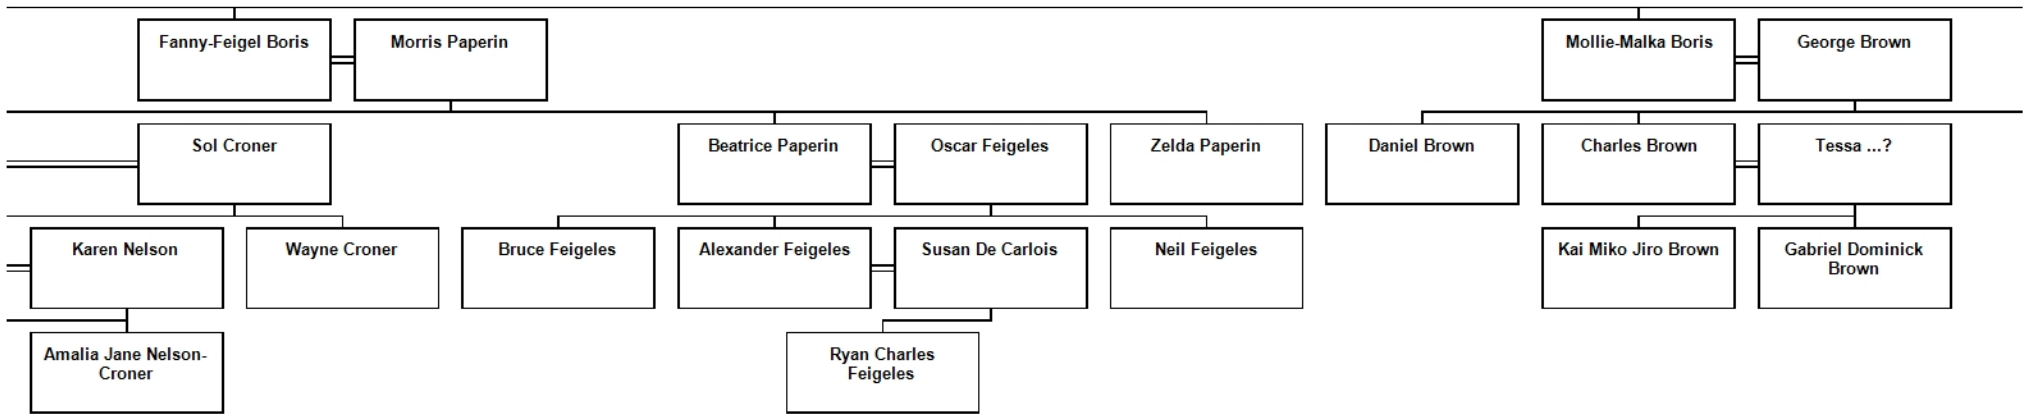 Fanny-Feigel Boris
Morris Paperin
Mollie-Malka Boris
George Brown
Sol Croner
Beatrice Paperin
Oscar Feigeles
Zelda Paperin
Daniel Brown
Charles Brown
Tessa ...?
Karen Nelson
Wayne Croner
Bruce Feigeles
Alexander Feigeles
Susan De Carlois
Neil Feigeles
Kai Miko Jiro Brown
Gabriel Dominick
Brown
Amalia Jane Nelson-
Croner
Ryan Charles
Feigeles